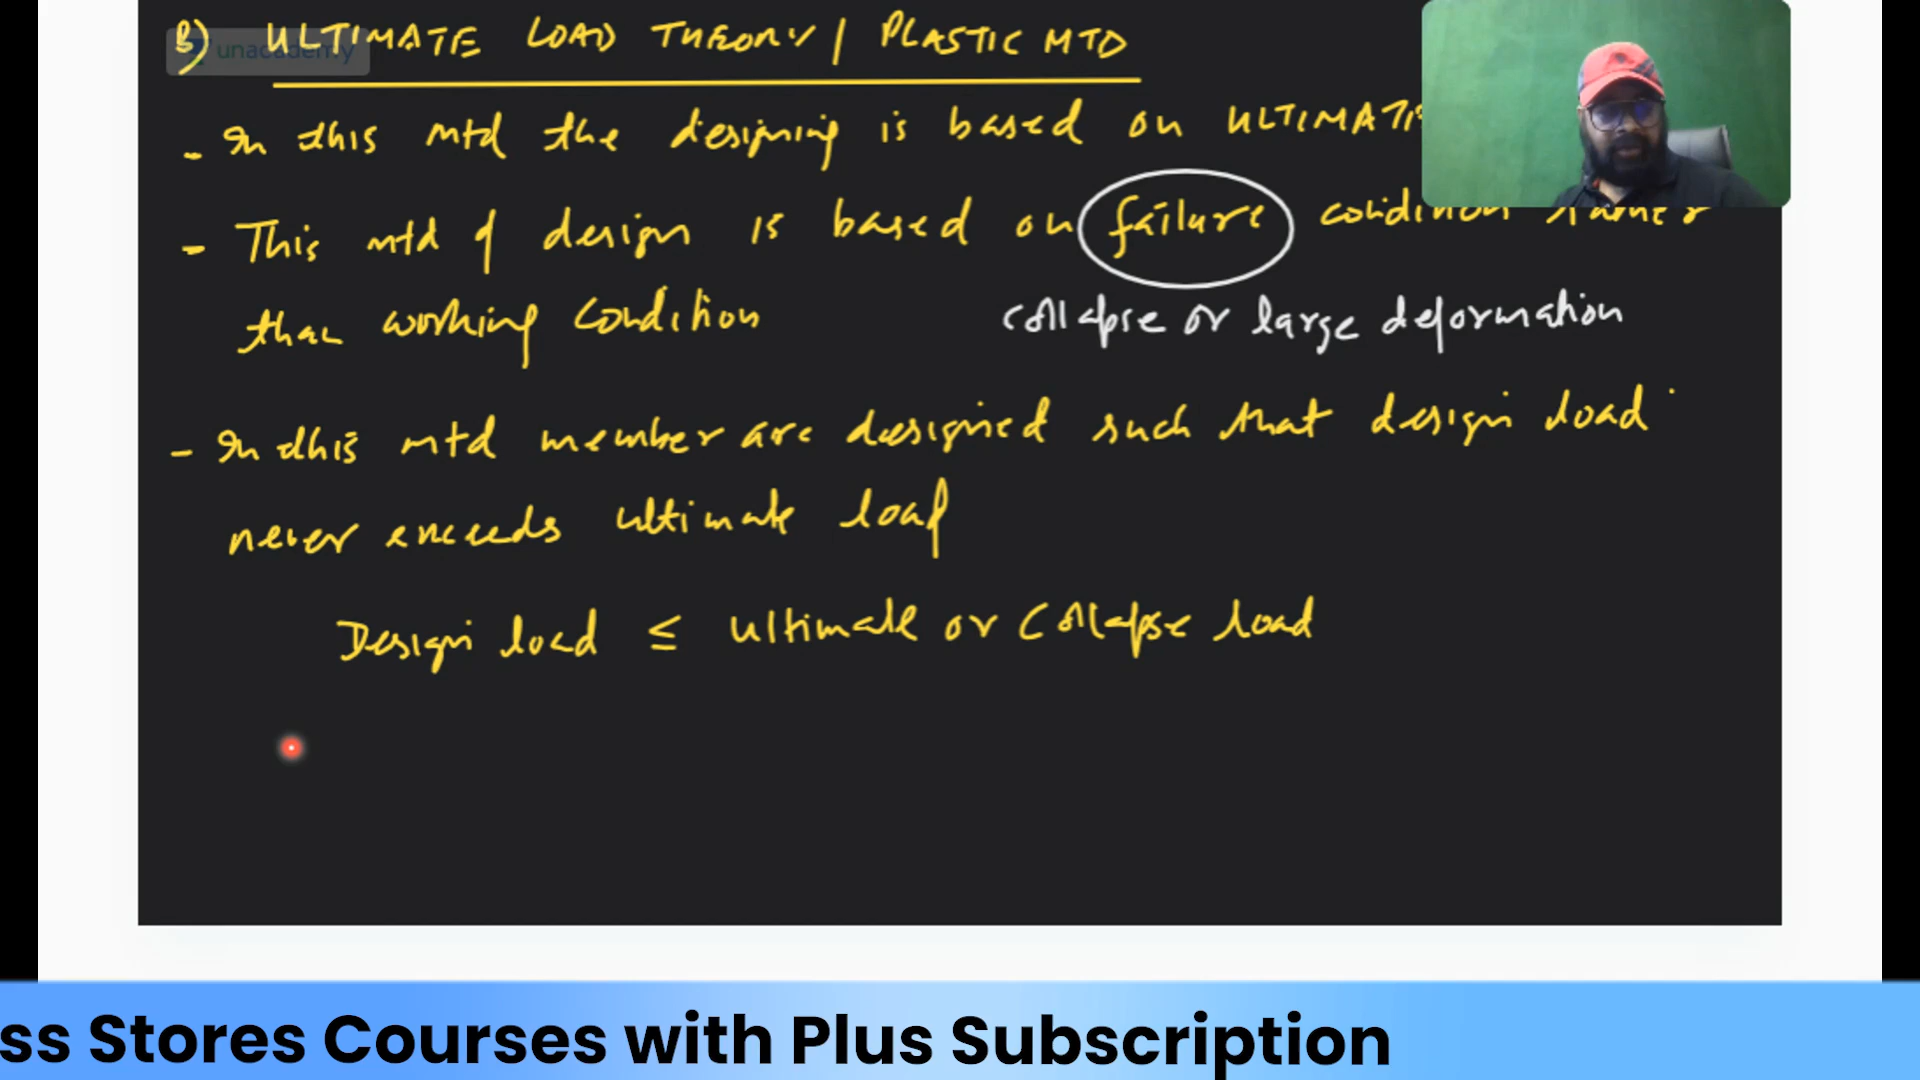 B) ULTIMATE LOAD THEORY / PLASTIC MTD
unacademy
- In this mtd the designing is based on ULTIMATE
- This mtd of design is based on failure condition rather
than working condition
collapse or large deformation
- In this mtd member are designed such that design load
never exceeds ultimate load
Design load ≤ ultimate or collapse load
ss Stores Courses with Plus Subscription